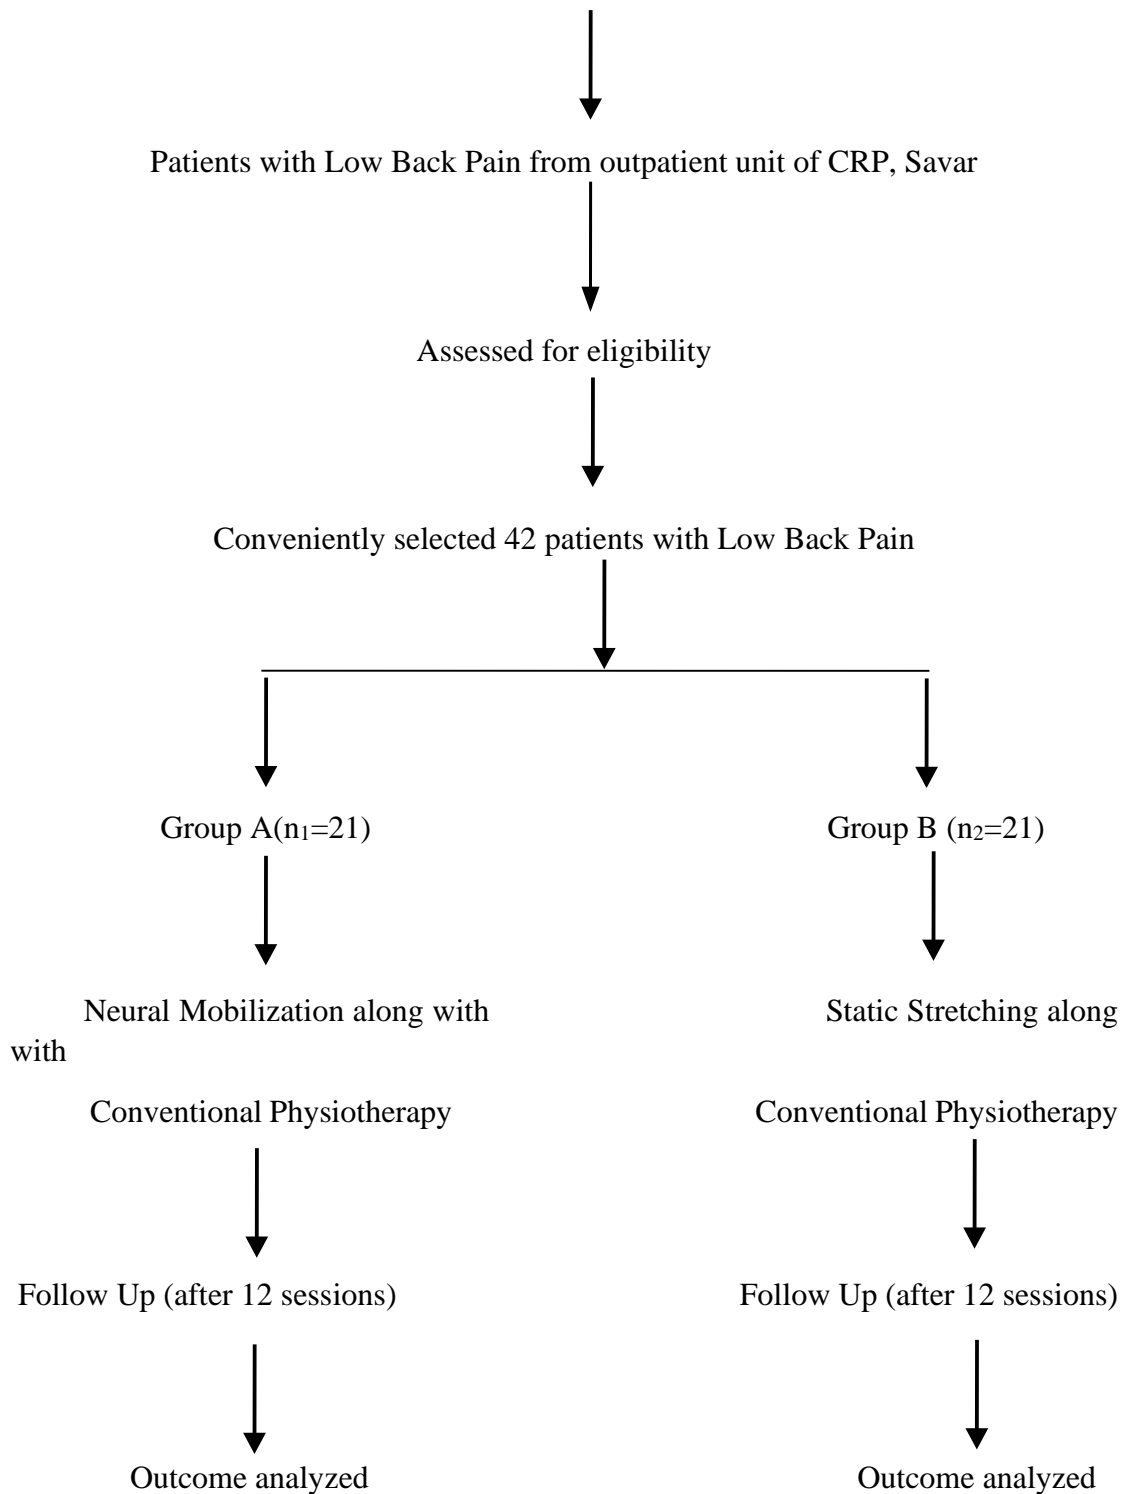 Patients with Low Back Pain from outpatient unit of CRP, Savar
Assessed for eligibility
Conveniently selected 42 patients with Low Back Pain
Group A(n₁=21) Group B (n₂=21)
Neural Mobilization along with Static Stretching along
with
Conventional Physiotherapy Conventional Physiotherapy
Follow Up (after 12 sessions) Follow Up (after 12 sessions)
Outcome analyzed Outcome analyzed